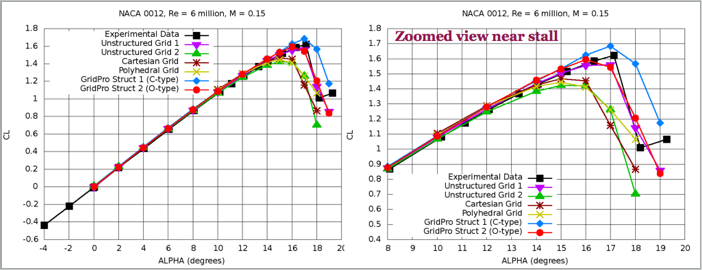 NACA 0012, Re = 6 million, M = 0.15
1.8
1.6
1.4
1.2
1
0.8
0.6
0.4
0.2
0
-0.2
-0.4
-0.6
CL
Experimental Data
Unstructured Grid 1
Unstructured Grid 2
Cartesian Grid
Polyhedral Grid
GridPro Struct 1 (C-type)
GridPro Struct 2 (O-type)
-4 -2 0 2 4 6 8 10 12 14 16 18 20
ALPHA (degrees)
NACA 0012, Re = 6 million, M = 0.15
Zoomed view near stall
1.8
1.7
1.6
1.5
1.4
1.3
1.2
1.1
1
0.9
0.8
0.7
0.6
0.5
0.4
CL
Experimental Data
Unstructured Grid 1
Unstructured Grid 2
Cartesian Grid
Polyhedral Grid
GridPro Struct 1 (C-type)
GridPro Struct 2 (O-type)
8 9 10 11 12 13 14 15 16 17 18 19 20
ALPHA (degrees)